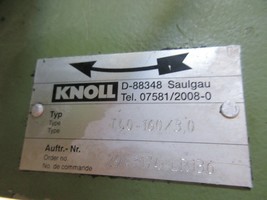 KNOLL
D-88348 Saulgau
Tel. 07581/2008-0
Typ
Type
Type
Auftr.-Nr.
Order no
No. de commande